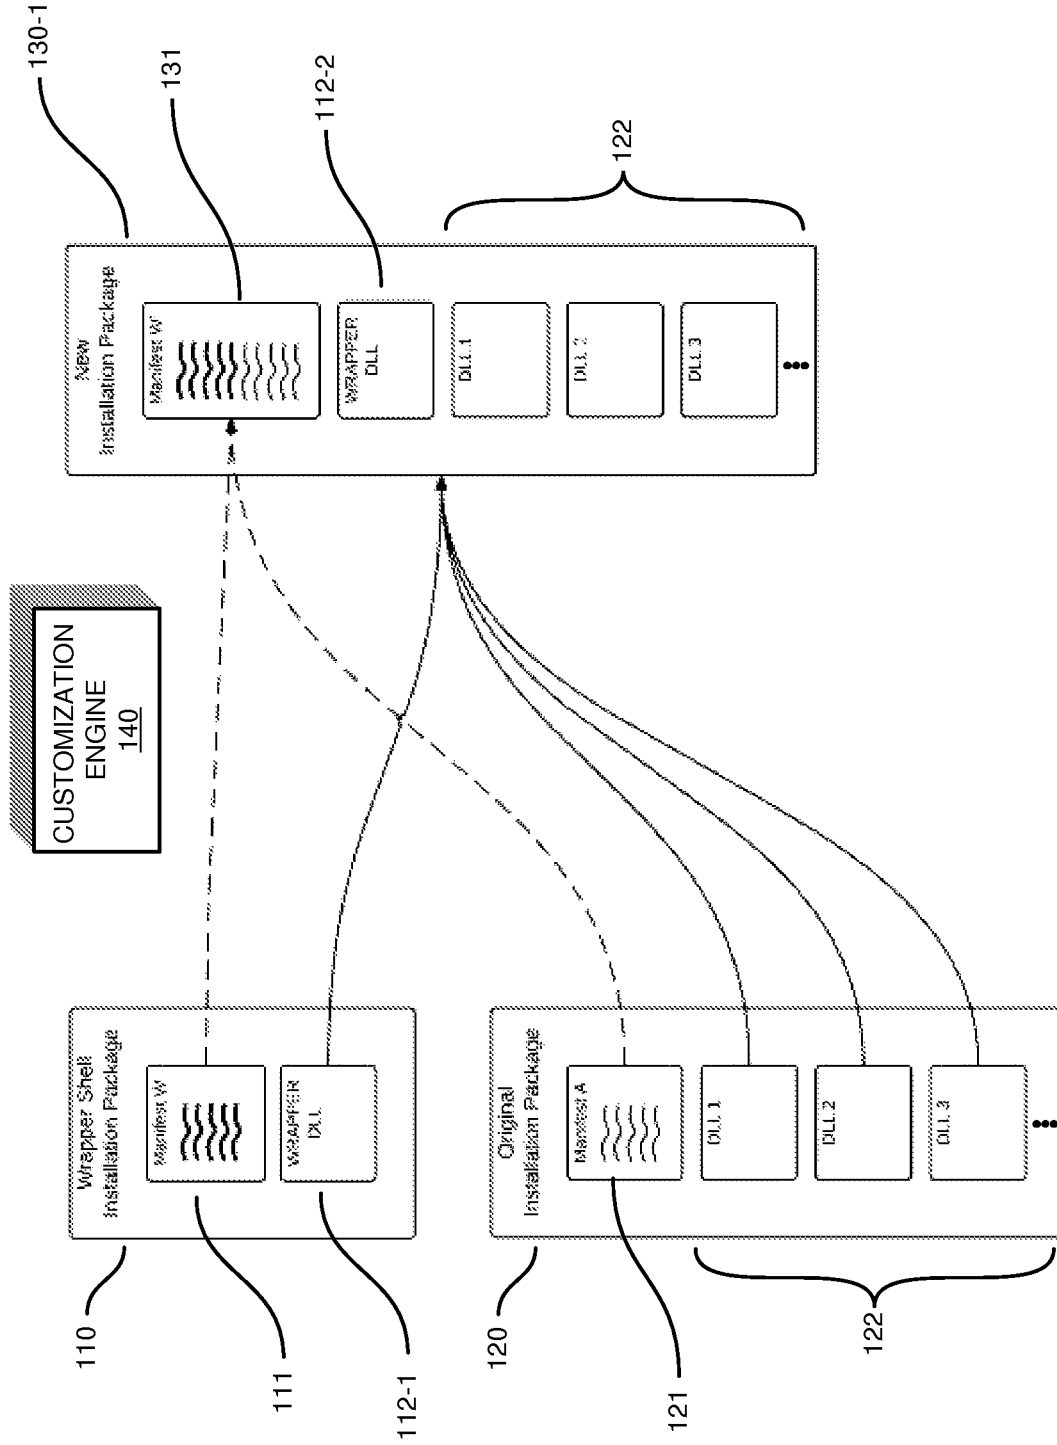 CUSTOMIZATION
ENGINE
140
110
Wrapper Shell
Installation Package
Manifest W
111
WRAPPER
DLL
112-1
120
Original
Installation Package
Manifest A
121
DLL 1
DLL 2
DLL 3
122
130-1
New
Installation Package
Manifest W
131
WRAPPER
DLL
112-2
DLL 1
DLL 2
DLL 3
122